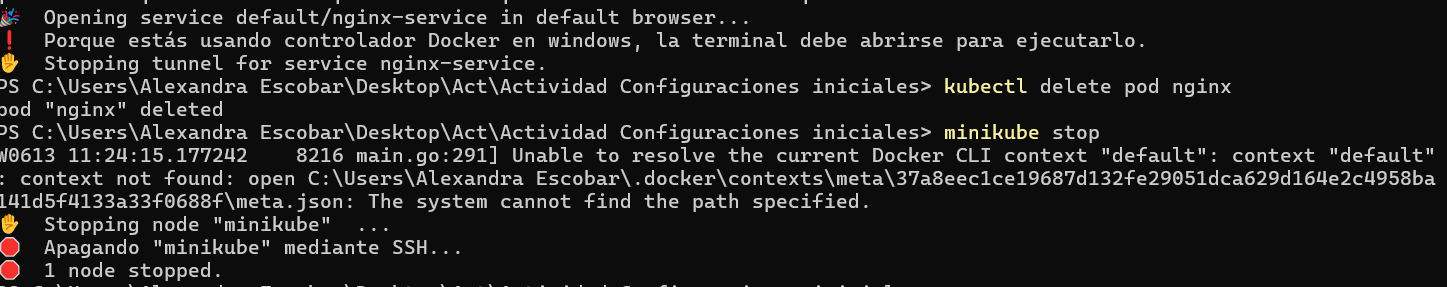 🎉  Opening service default/nginx-service in default browser...
❗  Porque estás usando controlador Docker en windows, la terminal debe abrirse para ejecutarlo.
✋  Stopping tunnel for service nginx-service.
PS C:\Users\Alexandra Escobar\Desktop\Act\Actividad Configuraciones iniciales> kubectl delete pod nginx
pod "nginx" deleted
PS C:\Users\Alexandra Escobar\Desktop\Act\Actividad Configuraciones iniciales> minikube stop
W0613 11:24:15.177242    8216 main.go:291] Unable to resolve the current Docker CLI context "default": context "default"
: context not found: open C:\Users\Alexandra Escobar\.docker\contexts\meta\37a8eec1ce19687d132fe29051dca629d164e2c4958ba
141d5f4133a33f0688f\meta.json: The system cannot find the path specified.
✋  Stopping node "minikube"  ...
🛑  Apagando "minikube" mediante SSH...
🛑  1 node stopped.